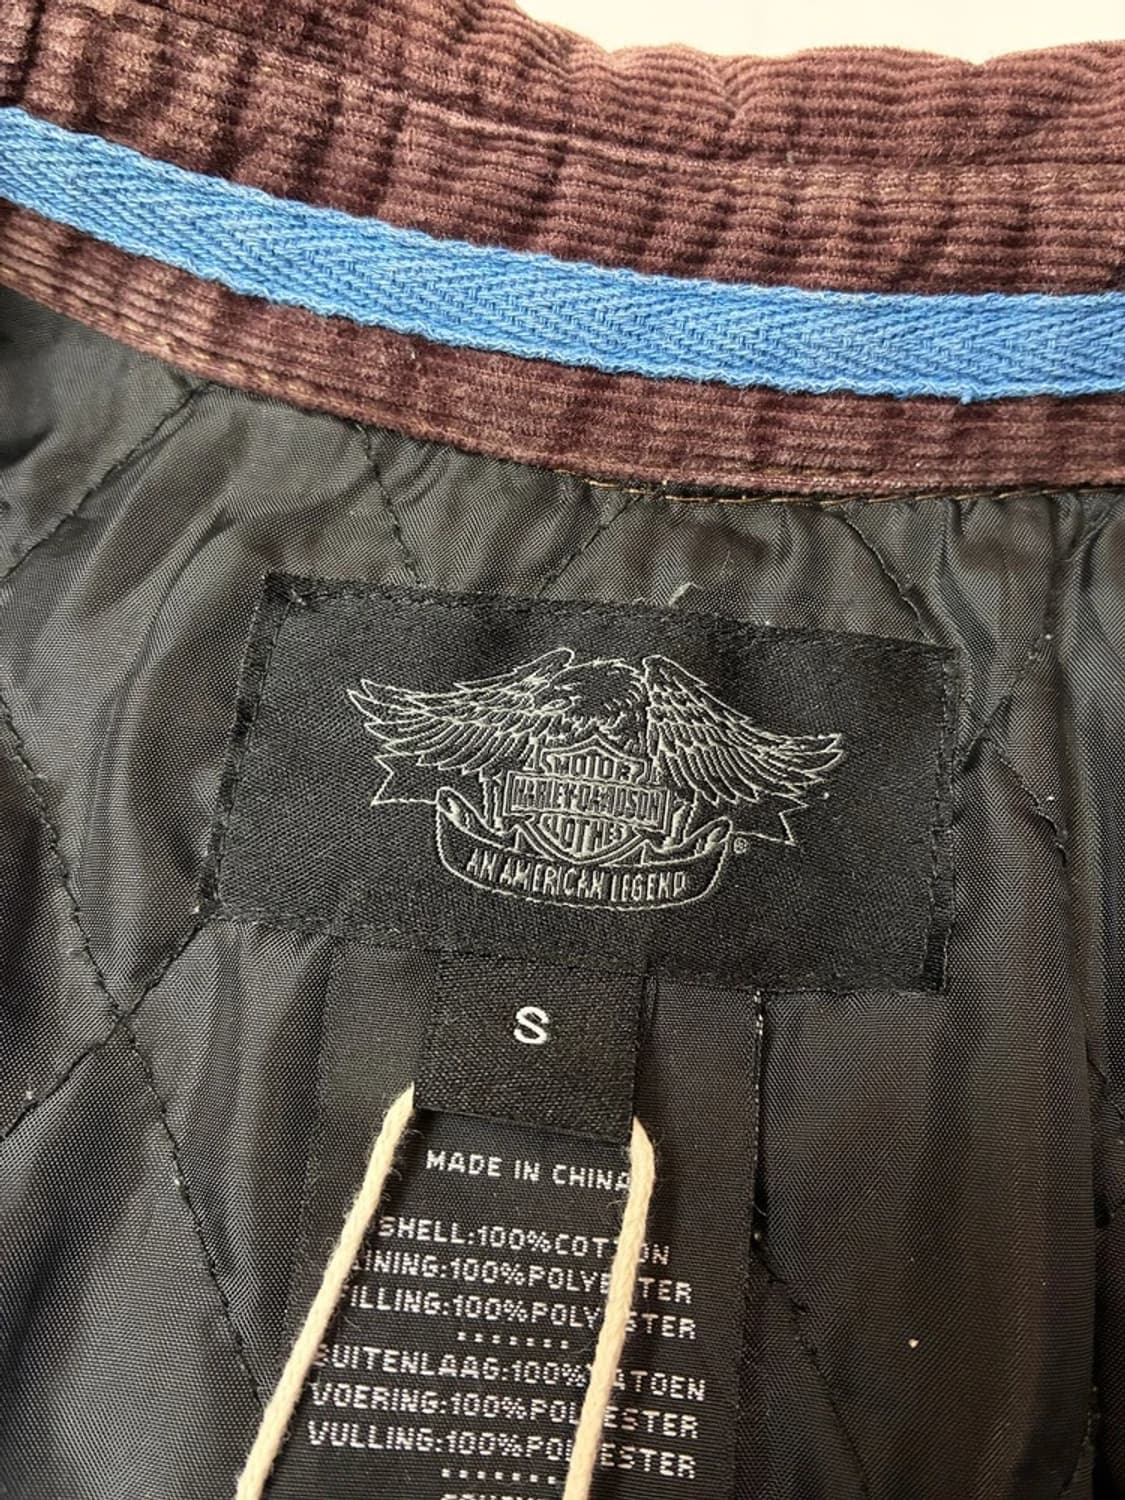 MOTOR
HARLEY-DAVIDSON
CLOTHES
AN AMERICAN LEGEND
®
S
MADE IN CHINA
SHELL:100%COTTON
LINING:100%POLYESTER
FILLING:100%POLYESTER
.......
BUITENLAAG:100%KATOEN
VOERING:100%POLYESTER
VULLING:100%POLYESTER
.......